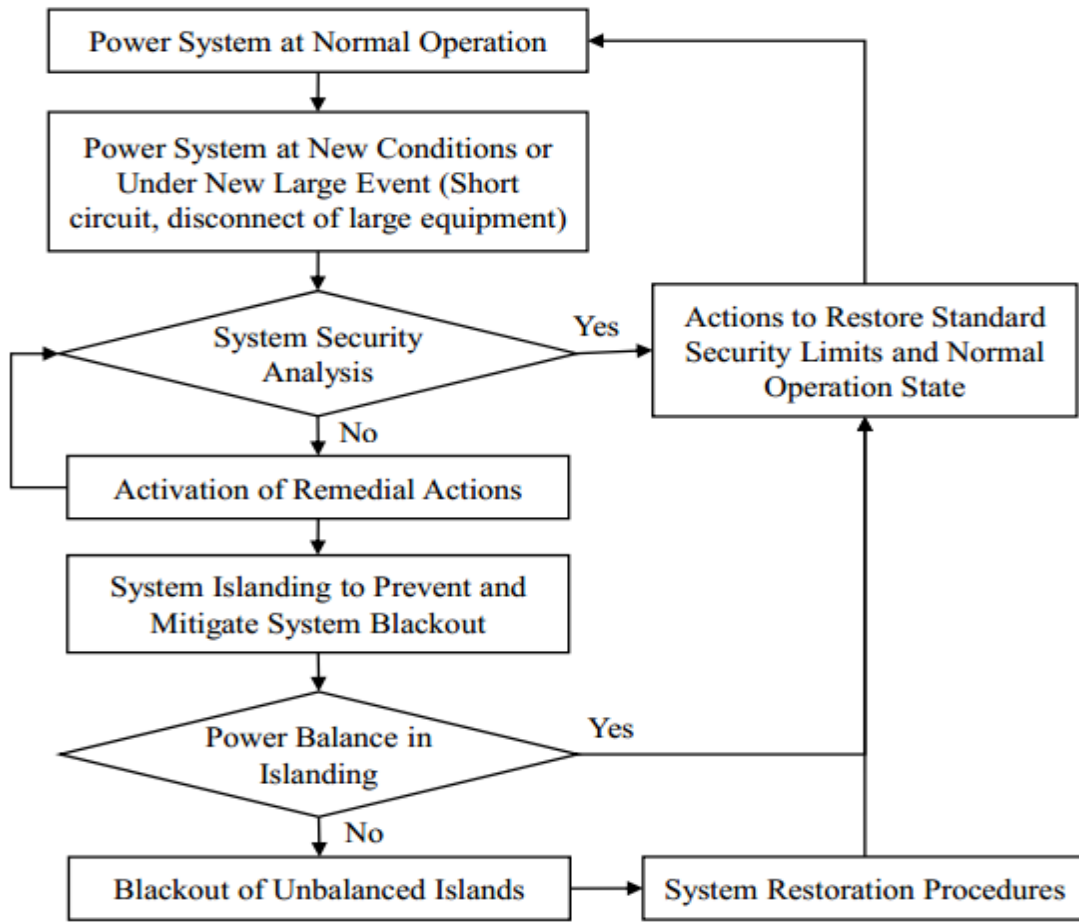 Power System at Normal Operation
Power System at New Conditions or
Under New Large Event (Short
circuit, disconnect of large equipment)
System Security
Analysis
Yes
Actions to Restore Standard
Security Limits and Normal
Operation State
No
Activation of Remedial Actions
System Islanding to Prevent and
Mitigate System Blackout
Power Balance in
Islanding
Yes
No
Blackout of Unbalanced Islands
System Restoration Procedures